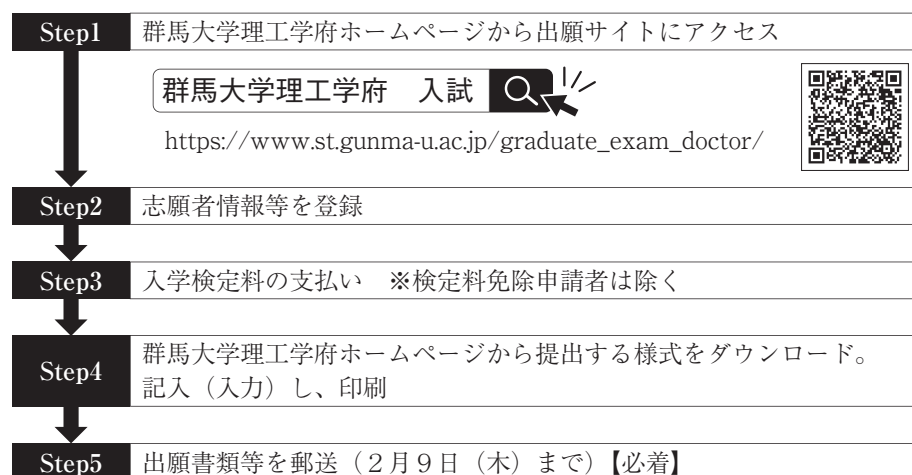 Step1 群馬大学理工学府ホームページから出願サイトにアクセス
群馬大学理工学府　入試
https://www.st.gunma-u.ac.jp/graduate_exam_doctor/
Step2 志願者情報等を登録
Step3 入学検定料の支払い　※検定料免除申請者は除く
Step4 群馬大学理工学府ホームページから提出する様式をダウンロード。
記入（入力）し、印刷
Step5 出願書類等を郵送（２月９日（木）まで）【必着】